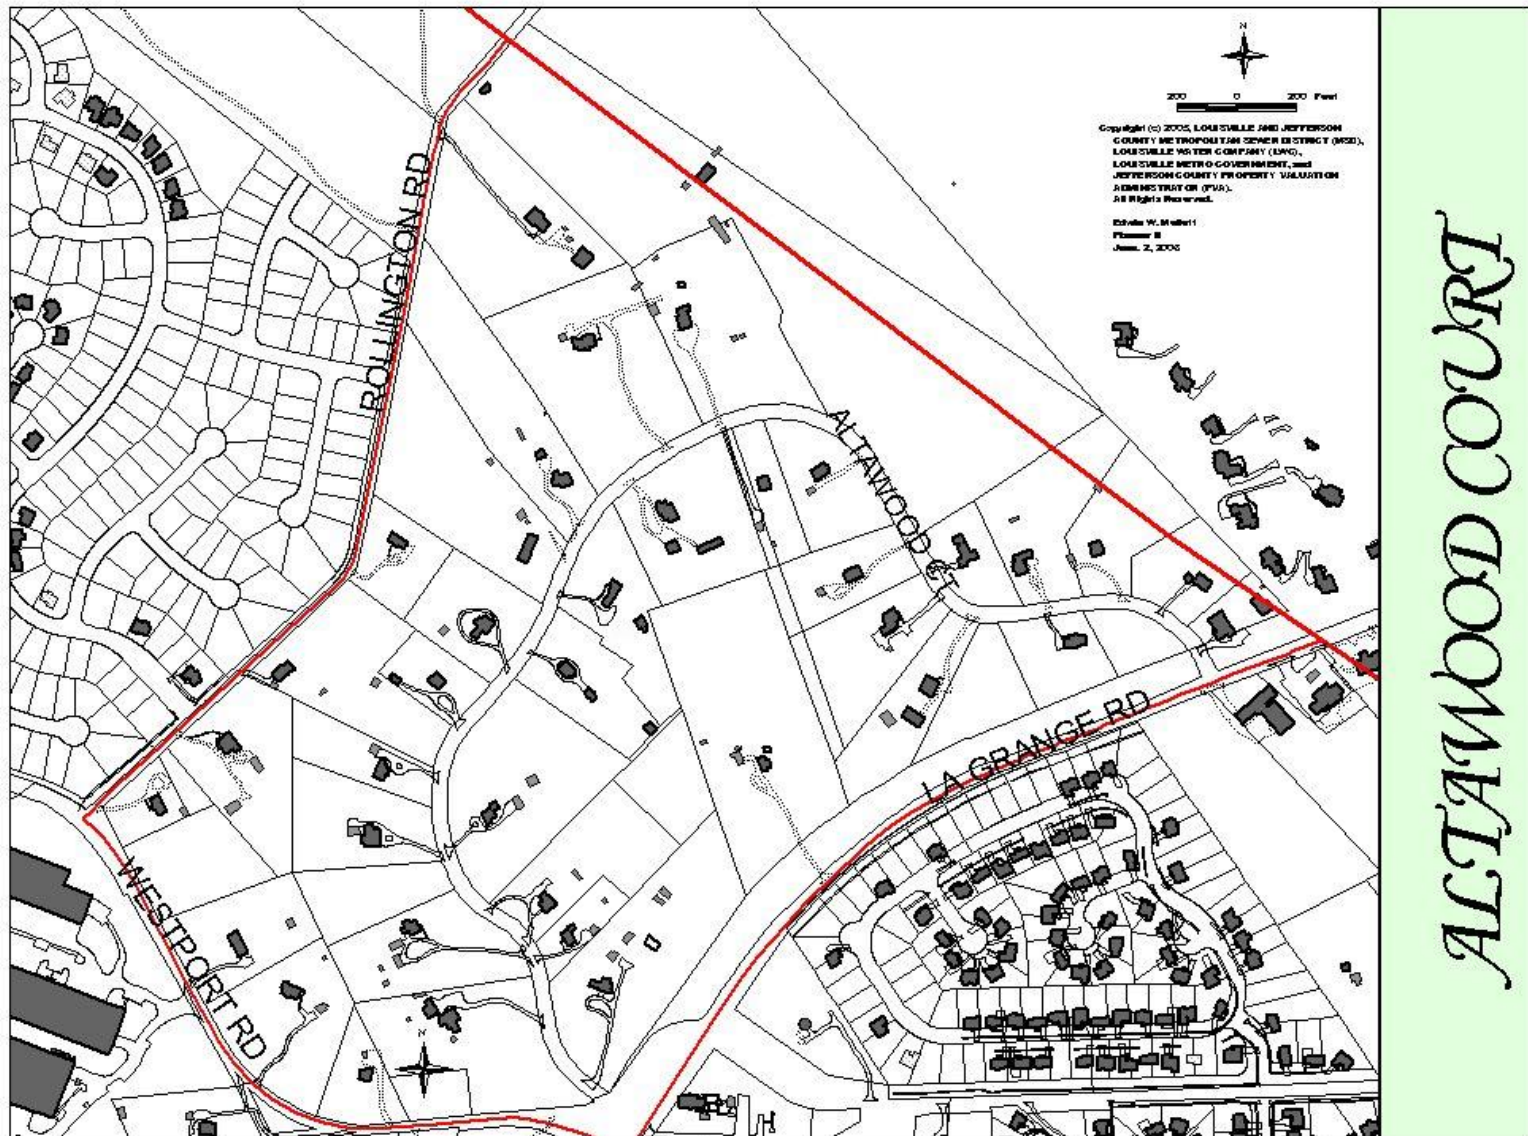 N
200 0 200 Feet
Copyright (c) 2005, LOUISVILLE AND JEFFERSON
COUNTY METROPOLITAN SEWER DISTRICT (MSD),
LOUISVILLE WATER COMPANY (LWC),
LOUISVILLE METRO GOVERNMENT, and
JEFFERSON COUNTY PROPERTY VALUATION
ADMINISTRATOR (PVA).
All Rights Reserved.
Edwin W.
Planner II
ROLLINGTON RD
ALTAWOOD
LA GRANGE RD
WESTPORT RD
N
ALTAWOOD COURT